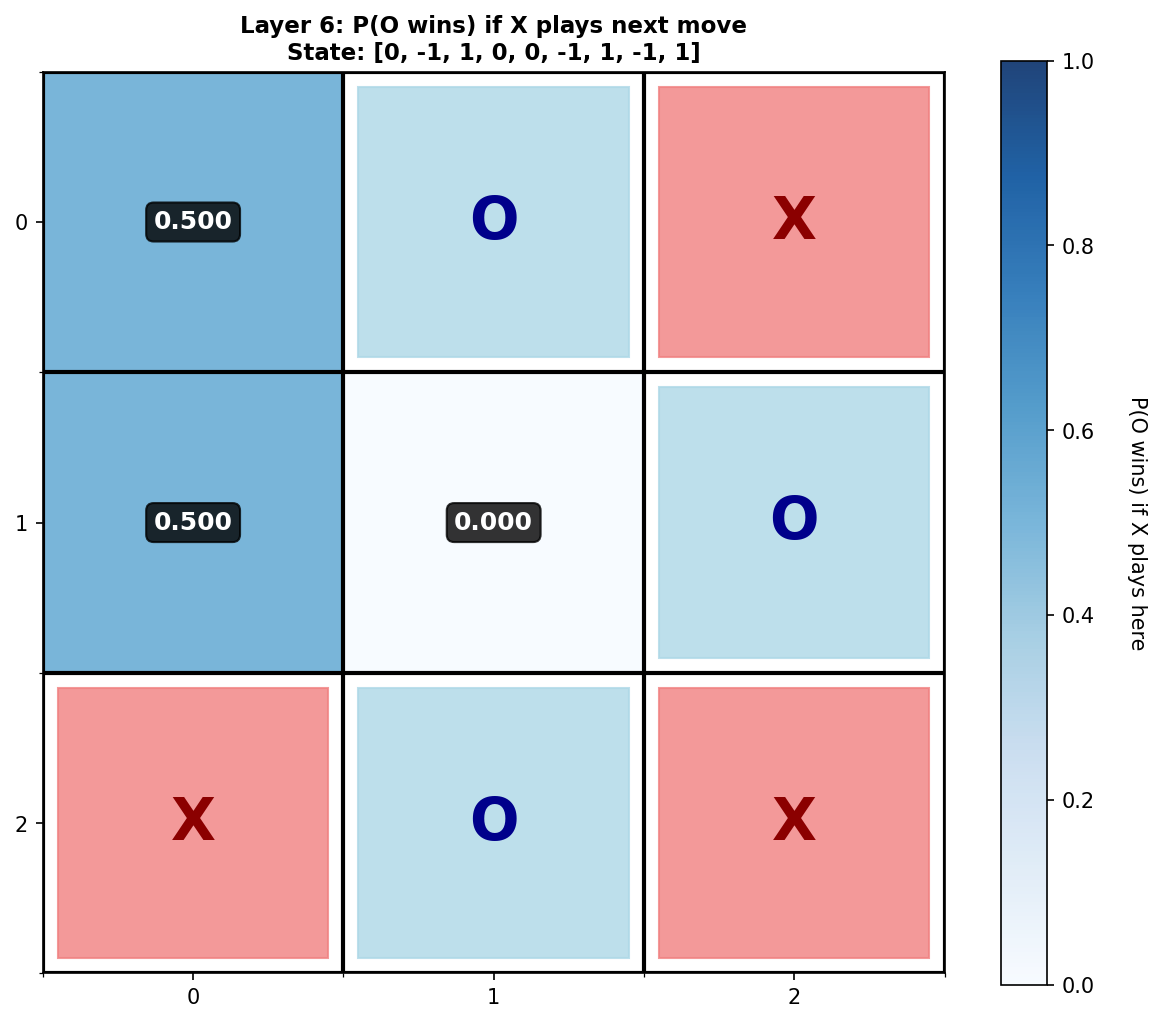 Layer 6: P(O wins) if X plays next move
State: [0, -1, 1, 0, 0, -1, 1, -1, 1]
0
0.500
O
X
1
0.500
0.000
O
2
X
O
X
0
1
2
1.0
0.8
0.6
0.4
0.2
0.0
P(O wins) if X plays here